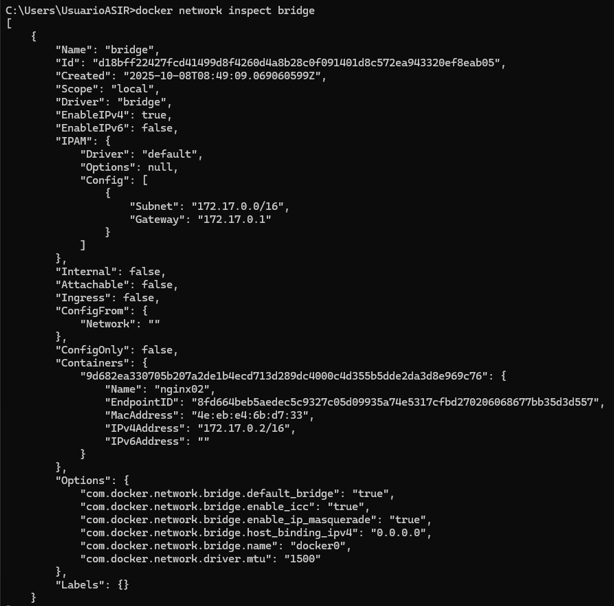 C:\Users\UsuarioASIR>docker network inspect bridge
[
    {
        "Name": "bridge",
        "Id": "d18bff22427fcd41499d8f4260d4a8b28c0f091401d8c572ea943320ef8eab05",
        "Created": "2025-10-08T08:49:09.069060599Z",
        "Scope": "local",
        "Driver": "bridge",
        "EnableIPv4": true,
        "EnableIPv6": false,
        "IPAM": {
            "Driver": "default",
            "Options": null,
            "Config": [
                {
                    "Subnet": "172.17.0.0/16",
                    "Gateway": "172.17.0.1"
                }
            ]
        },
        "Internal": false,
        "Attachable": false,
        "Ingress": false,
        "ConfigFrom": {
            "Network": ""
        },
        "ConfigOnly": false,
        "Containers": {
            "9d682ea330705b207a2de1b4ecd713d289dc4000c4d355b5dde2da3d8e969c76": {
                "Name": "nginx02",
                "EndpointID": "8fd664beb5aedec5c9327c05d09935a74e5317cfbd270206068677bb35d3d557",
                "MacAddress": "4e:eb:e4:6b:d7:33",
                "IPv4Address": "172.17.0.2/16",
                "IPv6Address": ""
            }
        },
        "Options": {
            "com.docker.network.bridge.default_bridge": "true",
            "com.docker.network.bridge.enable_icc": "true",
            "com.docker.network.bridge.enable_ip_masquerade": "true",
            "com.docker.network.bridge.host_binding_ipv4": "0.0.0.0",
            "com.docker.network.bridge.name": "docker0",
            "com.docker.network.driver.mtu": "1500"
        },
        "Labels": {}
    }